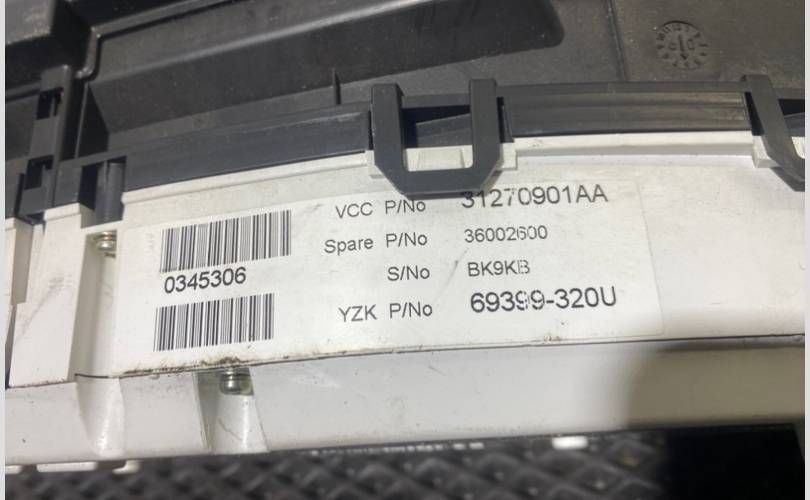 VCC P/No 31270901AA
Spare P/No 36002600
0345306
S/No BK9KB
YZK P/No 69399-320U